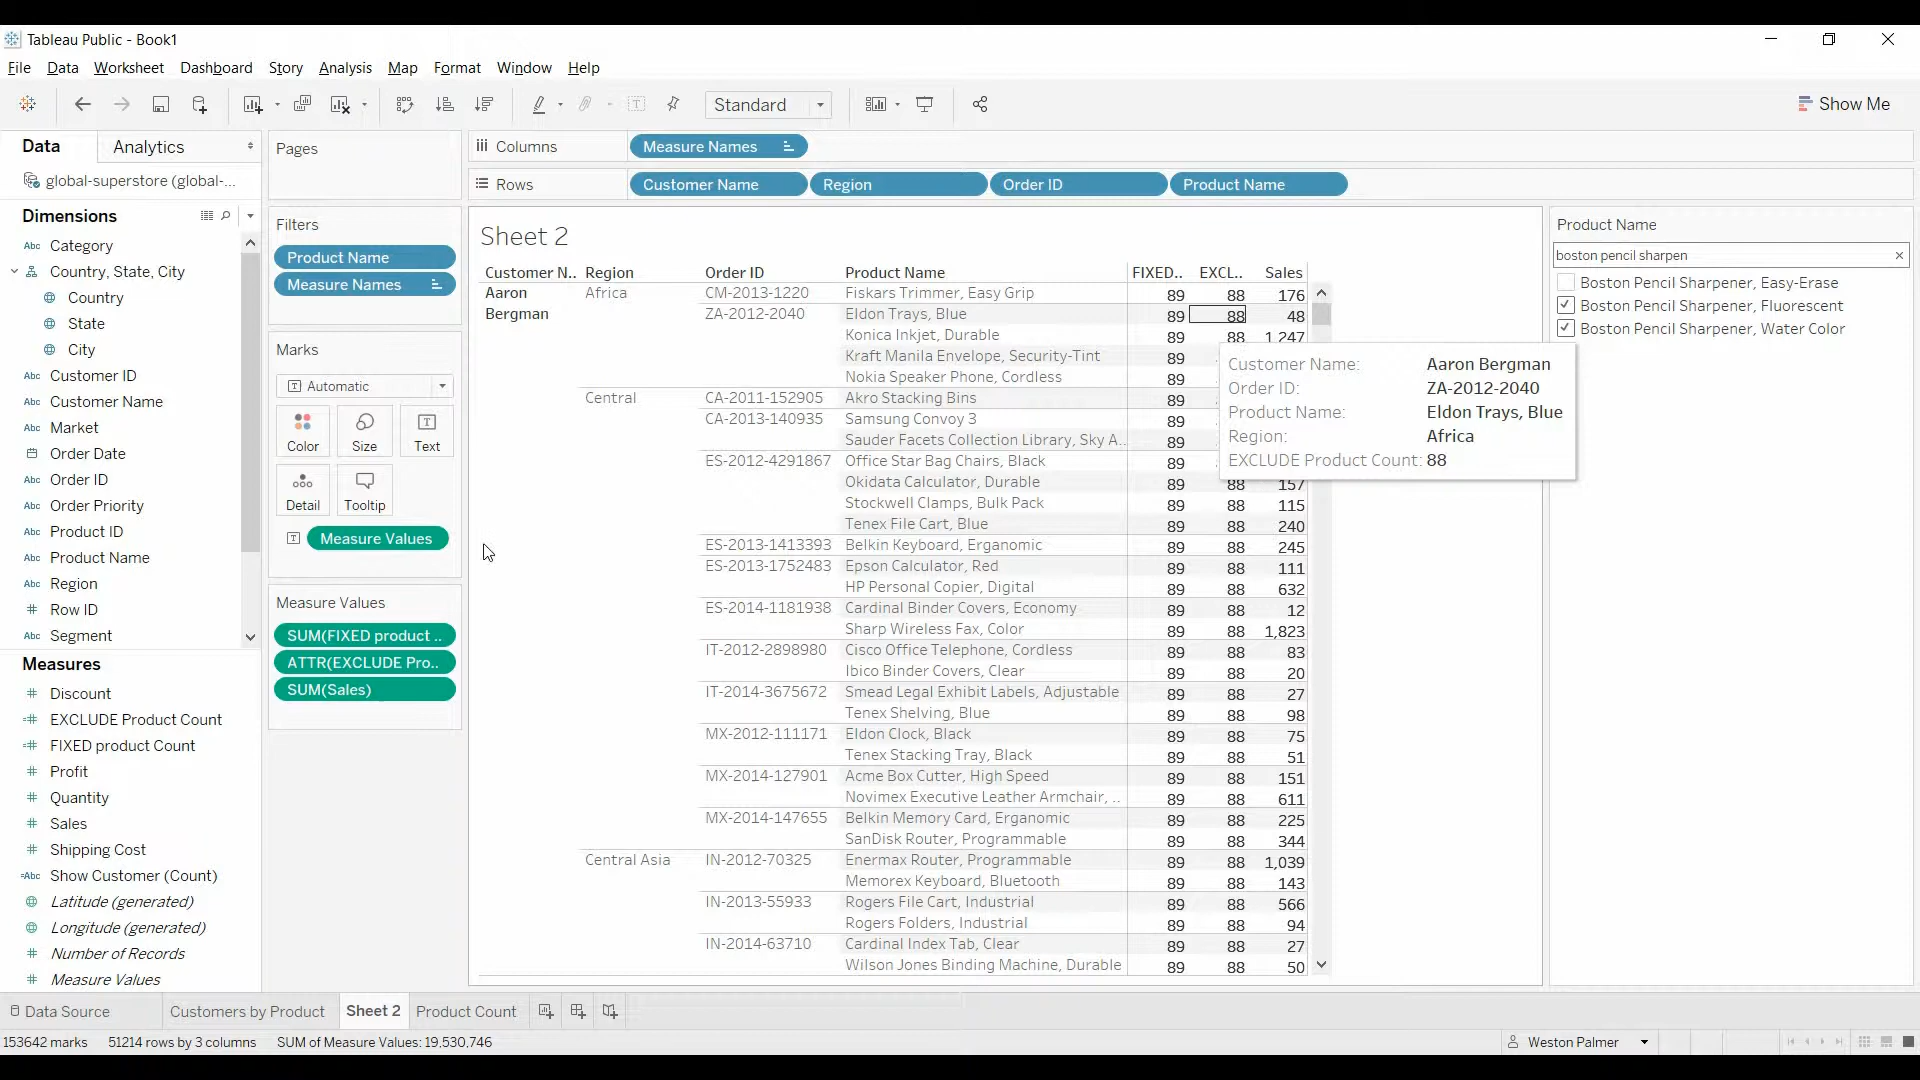 Tableau Public - Book1
File Data Worksheet Dashboard Story Analysis Map Format Window Help
Standard
Show Me
Data Analytics
global-superstore (global-...
Dimensions
Abc Category
Country, State, City
Country
State
City
Abc Customer ID
Abc Customer Name
Abc Market
Order Date
Abc Order ID
Abc Order Priority
Abc Product ID
Abc Product Name
Abc Region
# Row ID
Abc Segment
Measures
# Discount
=# EXCLUDE Product Count
=# FIXED product Count
# Profit
# Quantity
# Sales
# Shipping Cost
=Abc Show Customer (Count)
Latitude (generated)
Longitude (generated)
# Number of Records
# Measure Values
Pages
Filters
Product Name
Measure Names
Marks
Automatic
Color Size Text
Detail Tooltip
Measure Values
Measure Values
SUM(FIXED product ..
ATTR(EXCLUDE Pro..
SUM(Sales)
Columns Measure Names
Rows Customer Name Region Order ID Product Name
Sheet 2
Customer N.. Region Order ID Product Name FIXED.. EXCL.. Sales
Aaron Africa CM-2013-1220 Fiskars Trimmer, Easy Grip 89 88 176
Bergman ZA-2012-2040 Eldon Trays, Blue 89 88 48
Konica Inkjet, Durable 89 88 1,247
Kraft Manila Envelope, Security-Tint 89
Nokia Speaker Phone, Cordless 89
Central CA-2011-152905 Akro Stacking Bins 89
CA-2013-140935 Samsung Convoy 3 89
Sauder Facets Collection Library, Sky A.. 89
ES-2012-4291867 Office Star Bag Chairs, Black 89
Okidata Calculator, Durable 89 88 157
Stockwell Clamps, Bulk Pack 89 88 115
Tenex File Cart, Blue 89 88 240
ES-2013-1413393 Belkin Keyboard, Erganomic 89 88 245
ES-2013-1752483 Epson Calculator, Red 89 88 111
HP Personal Copier, Digital 89 88 632
ES-2014-1181938 Cardinal Binder Covers, Economy 89 88 12
Sharp Wireless Fax, Color 89 88 1,823
IT-2012-2898980 Cisco Office Telephone, Cordless 89 88 83
Ibico Binder Covers, Clear 89 88 20
IT-2014-3675672 Smead Legal Exhibit Labels, Adjustable 89 88 27
Tenex Shelving, Blue 89 88 98
MX-2012-111171 Eldon Clock, Black 89 88 75
Tenex Stacking Tray, Black 89 88 51
MX-2014-127901 Acme Box Cutter, High Speed 89 88 151
Novimex Executive Leather Armchair, .. 89 88 611
MX-2014-147655 Belkin Memory Card, Erganomic 89 88 225
SanDisk Router, Programmable 89 88 344
Central Asia IN-2012-70325 Enermax Router, Programmable 89 88 1,039
Memorex Keyboard, Bluetooth 89 88 143
IN-2013-55933 Rogers File Cart, Industrial 89 88 566
Rogers Folders, Industrial 89 88 94
IN-2014-63710 Cardinal Index Tab, Clear 89 88 27
Wilson Jones Binding Machine, Durable 89 88 50
Customer Name: Aaron Bergman
Order ID: ZA-2012-2040
Product Name: Eldon Trays, Blue
Region: Africa
EXCLUDE Product Count: 88
Product Name
boston pencil sharpen
Boston Pencil Sharpener, Easy-Erase
Boston Pencil Sharpener, Fluorescent
Boston Pencil Sharpener, Water Color
Data Source Customers by Product Sheet 2 Product Count
153642 marks 51214 rows by 3 columns SUM of Measure Values: 19,530,746
Weston Palmer